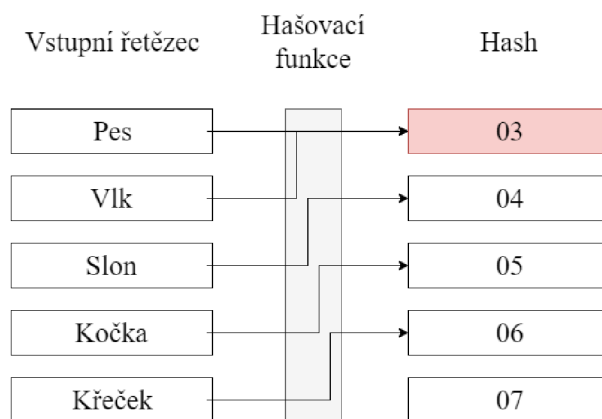 Vstupní řetězec
Hašovací
funkce
Hash
Pes
03
Vlk
04
Slon
05
Kočka
06
Křeček
07